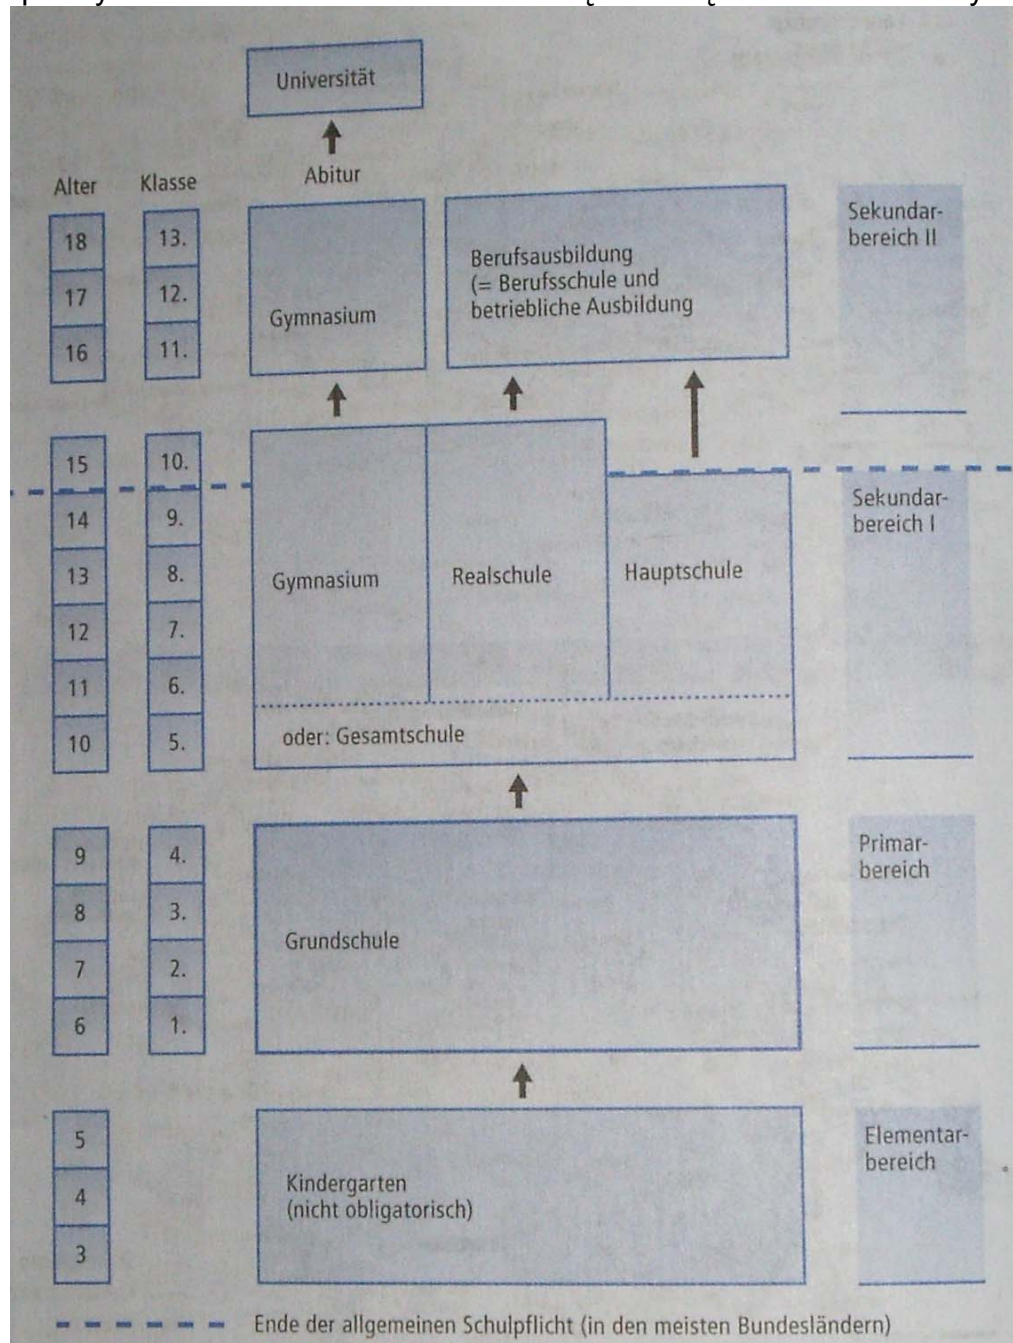 Universität
Abitur
Alter
Klasse
18
13.
17
12.
16
11.
Gymnasium
Berufsausbildung
(= Berufsschule und
betriebliche Ausbildung
Sekundar-
bereich II
15
10.
14
9.
13
8.
12
7.
11
6.
10
5.
Gymnasium
Realschule
Hauptschule
oder: Gesamtschule
Sekundar-
bereich I
9
4.
8
3.
7
2.
6
1.
Grundschule
Primar-
bereich
5
4
3
Kindergarten
(nicht obligatorisch)
Elementar-
bereich
Ende der allgemeinen Schulpflicht (in den meisten Bundesländern)